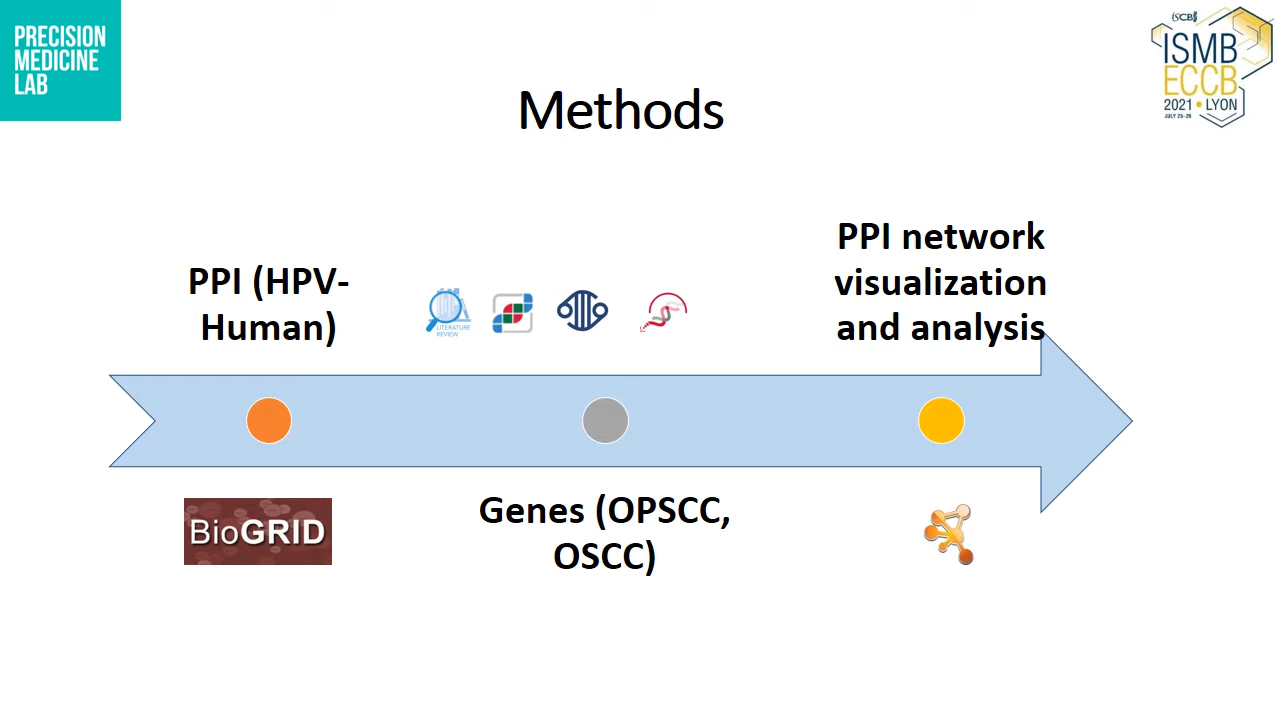 PRECISION
MEDICINE
LAB
ISCB
ISMB
ECCB
2021 • LYON
JULY 25-29
Methods
PPI (HPV-
Human)
LITERATURE
REVIEW
PPI network
visualization
and analysis
BioGRID
Genes (OPSCC,
OSCC)